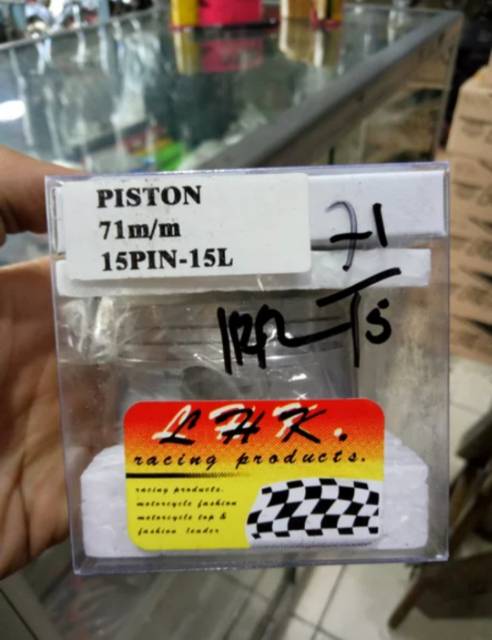 PISTON
71m/m
15PIN-15L
71
LHK.
racing products.
racing products.
motorcycle fashion
motorcycle top &
fashion leader